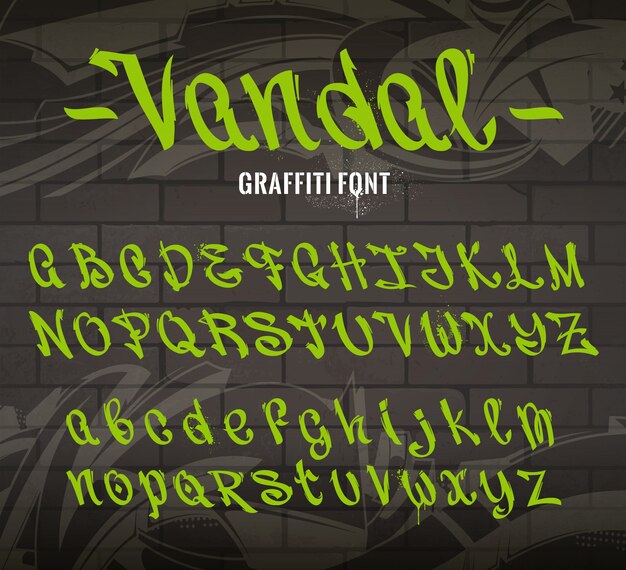 -Vandal-
GRAFFITI FONT
ABCDEFGHIJKLM
NOPQRSTUVWXYZ
abcdefghijklm
nopqrstuvwxyz